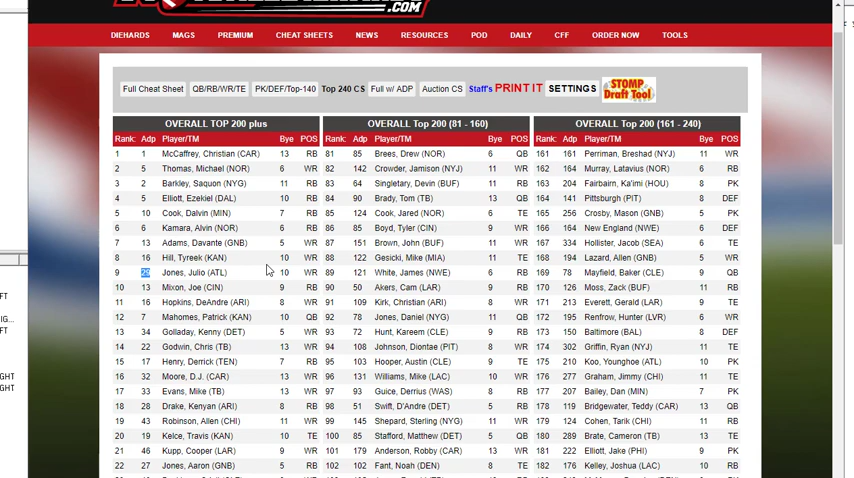 .COM
DIEHARDS MAGS PREMIUM CHEAT SHEETS NEWS RESOURCES POD DAILY CFF ORDER NOW TOOLS
Full Cheat Sheet QB/RB/WR/TE PK/DEF/Top-140 Top 240 CS Full w/ ADP Auction CS Staff's PRINT IT SETTINGS STOMP Draft Tool
OVERALL TOP 200 plus OVERALL Top 200 (81 - 160) OVERALL Top 200 (161 - 240)
Rank: Adp Player/TM Bye POS Rank: Adp Player/TM Bye POS Rank: Adp Player/TM Bye POS
1 1 McCaffrey, Christian (CAR) 13 RB 81 85 Brees, Drew (NOR) 6 QB 161 161 Perriman, Breshad (NYJ) 11 WR
2 5 Thomas, Michael (NOR) 6 WR 82 142 Crowder, Jamison (NYJ) 11 WR 162 164 Murray, Latavius (NOR) 6 RB
3 2 Barkley, Saquon (NYG) 11 RB 83 64 Singletary, Devin (BUF) 11 RB 163 204 Fairbairn, Ka'imi (HOU) 8 PK
4 5 Elliott, Ezekiel (DAL) 10 RB 84 90 Brady, Tom (TB) 13 QB 164 141 Pittsburgh (PIT) 8 DEF
5 10 Cook, Dalvin (MIN) 7 RB 85 124 Cook, Jared (NOR) 6 TE 165 256 Crosby, Mason (GNB) 5 PK
6 6 Kamara, Alvin (NOR) 6 RB 86 85 Boyd, Tyler (CIN) 9 WR 166 144 New England (NWE) 6 DEF
7 13 Adams, Davante (GNB) 5 WR 87 151 Brown, John (BUF) 11 WR 167 334 Hollister, Jacob (SEA) 6 TE
8 16 Hill, Tyreek (KAN) 10 WR 88 122 Gesicki, Mike (MIA) 11 TE 168 194 Lazard, Allen (GNB) 5 WR
9 29 Jones, Julio (ATL) 10 WR 89 121 White, James (NWE) 6 RB 169 78 Mayfield, Baker (CLE) 9 QB
10 13 Mixon, Joe (CIN) 9 RB 90 50 Akers, Cam (LAR) 9 RB 170 126 Moss, Zack (BUF) 11 RB
11 16 Hopkins, DeAndre (ARI) 8 WR 91 109 Kirk, Christian (ARI) 8 WR 171 213 Everett, Gerald (LAR) 9 TE
12 7 Mahomes, Patrick (KAN) 10 QB 92 78 Jones, Daniel (NYG) 11 QB 172 195 Renfrow, Hunter (LVR) 6 WR
13 34 Golladay, Kenny (DET) 5 WR 93 72 Hunt, Kareem (CLE) 9 RB 173 150 Baltimore (BAL) 8 DEF
14 22 Godwin, Chris (TB) 13 WR 94 108 Johnson, Diontae (PIT) 8 WR 174 302 Griffin, Ryan (NYJ) 11 TE
15 17 Henry, Derrick (TEN) 7 RB 95 103 Hooper, Austin (CLE) 9 TE 175 210 Koo, Younghoe (ATL) 10 PK
16 32 Moore, D.J. (CAR) 13 WR 96 131 Williams, Mike (LAC) 10 WR 176 277 Graham, Jimmy (CHI) 11 TE
17 33 Evans, Mike (TB) 13 WR 97 93 Guice, Derrius (WAS) 8 RB 177 207 Bailey, Dan (MIN) 7 PK
18 28 Drake, Kenyan (ARI) 8 RB 98 51 Swift, D'Andre (DET) 5 RB 178 119 Bridgewater, Teddy (CAR) 13 QB
19 43 Robinson, Allen (CHI) 11 WR 99 145 Shepard, Sterling (NYG) 11 WR 179 124 Cohen, Tarik (CHI) 11 RB
20 19 Kelce, Travis (KAN) 10 TE 100 85 Stafford, Matthew (DET) 5 QB 180 289 Brate, Cameron (TB) 13 TE
21 46 Kupp, Cooper (LAR) 9 WR 101 179 Anderson, Robby (CAR) 13 WR 181 222 Elliott, Jake (PHI) 9 PK
22 27 Jones, Aaron (GNB) 5 RB 102 102 Fant, Noah (DEN) 8 TE 182 176 Kelley, Joshua (LAC) 10 RB